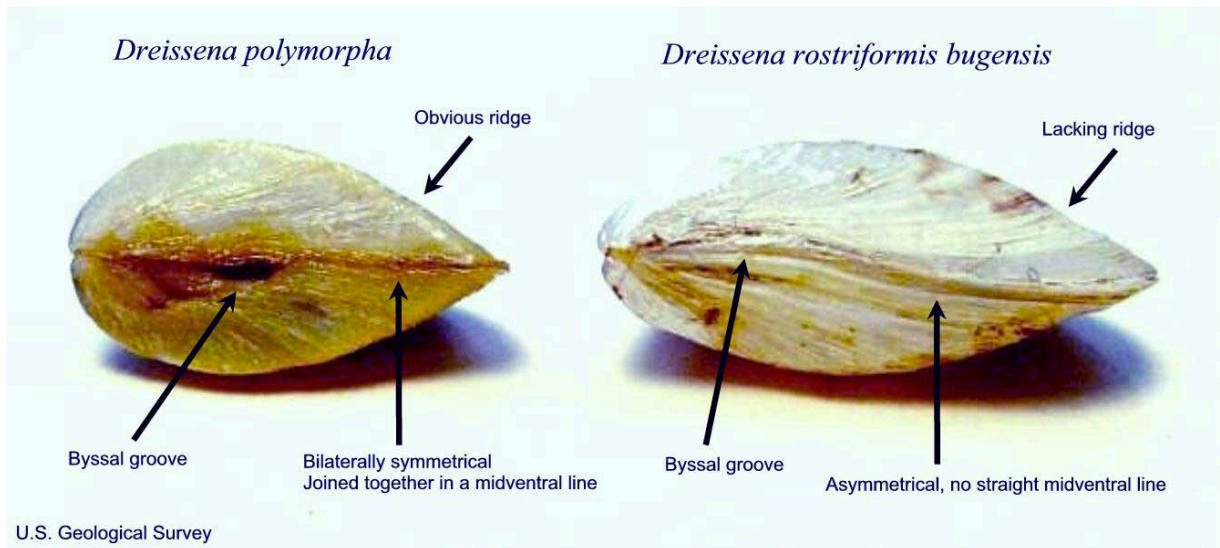 Dreissena polymorpha
Dreissena rostriformis bugensis
Obvious ridge
Lacking ridge
Byssal groove
Bilaterally symmetrical
Joined together in a midventral line
Byssal groove
Asymmetrical, no straight midventral line
U.S. Geological Survey